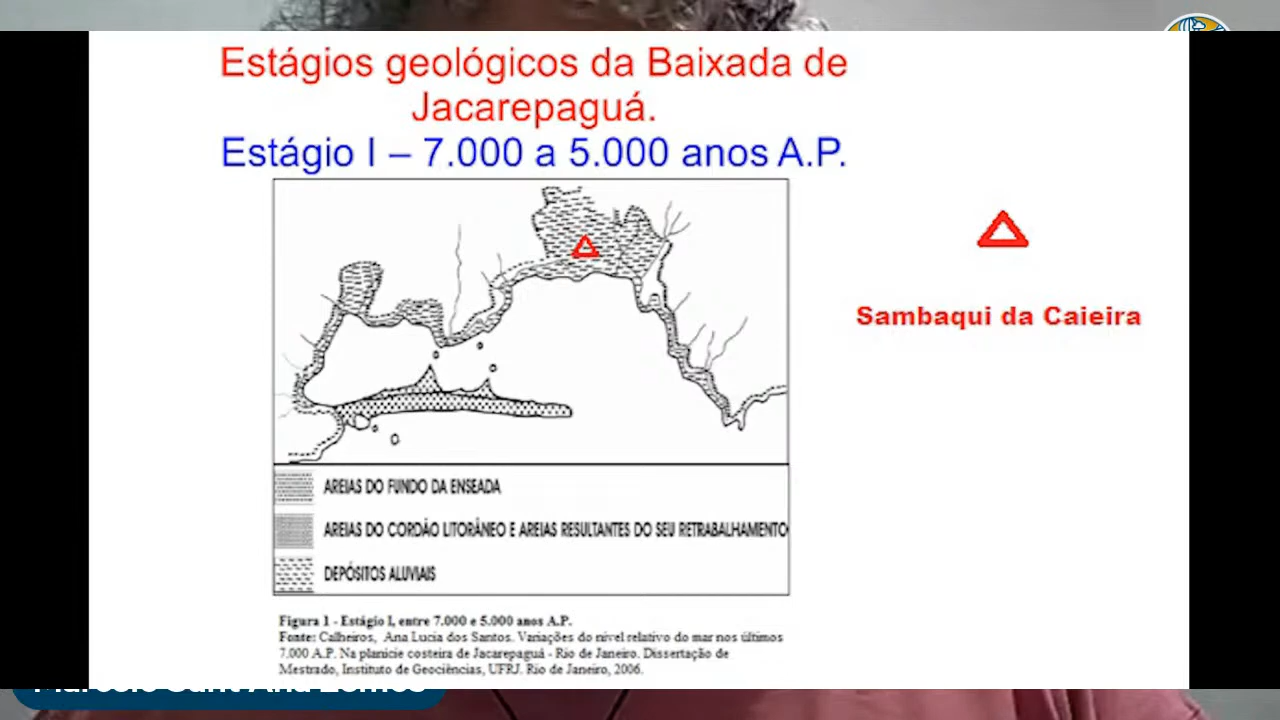 Estágios geológicos da Baixada de
Jacarepaguá.
Estágio I – 7.000 a 5.000 anos A.P.
Sambaqui da Caieira
AREIAS DO FUNDO DA ENSEADA
AREIAS DO CORDÃO LITORÂNEO E AREIAS RESULTANTES DO SEU RETRABALHAMENTO
DEPÓSITOS ALUVIAIS
Figura 1 - Estágio I, entre 7.000 e 5.000 anos A.P.
Fonte: Calheiros, Ana Lucia dos Santos. Variações do nível relativo do mar nos últimos
7.000 A.P. Na planície costeira de Jacarepaguá - Rio de Janeiro. Dissertação de
Mestrado, Instituto de Geociências, UFRJ. Rio de Janeiro, 2006.